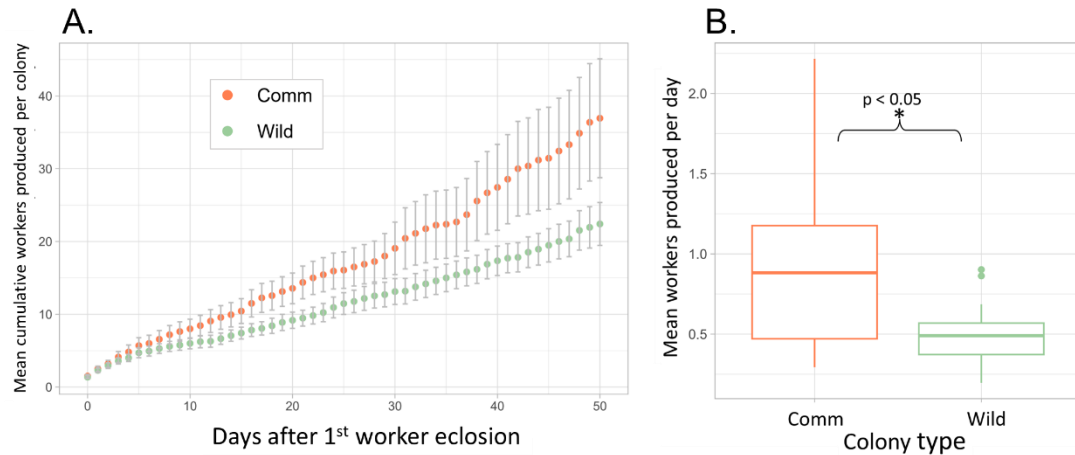 A.
Mean cumulative workers produced per colony
40
30
20
10
0
Comm
Wild
0 10 20 30 40 50
Days after 1st worker eclosion
B.
Mean workers produced per day
2.0
1.5
1.0
0.5
p < 0.05
*
Comm Wild
Colony type